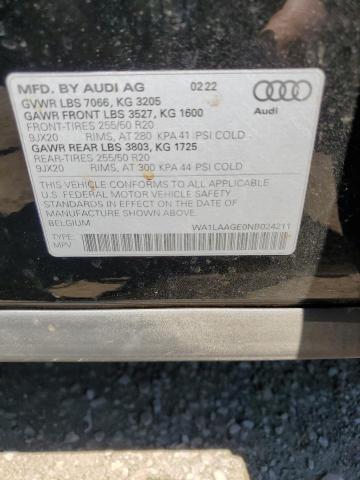 MFD. BY AUDI AG 02 22
GVWR LBS 7066, KG 3205
GAWR FRONT LBS 3527, KG 1600
FRONT-TIRES 255/50 R20
9JX20 RIMS, AT 280 KPA 41 PSI COLD
GAWR REAR LBS 3803, KG 1725
REAR-TIRES 255/50 R20
9JX20 RIMS, AT 300 KPA 44 PSI COLD
Audi
THIS VEHICLE CONFORMS TO ALL APPLICABLE
U.S. FEDERAL MOTOR VEHICLE SAFETY
STANDARDS IN EFFECT ON THE DATE OF
MANUFACTURE SHOWN ABOVE.
BELGIUM
TYPE: WA1LAAGE0NB024211
MPV